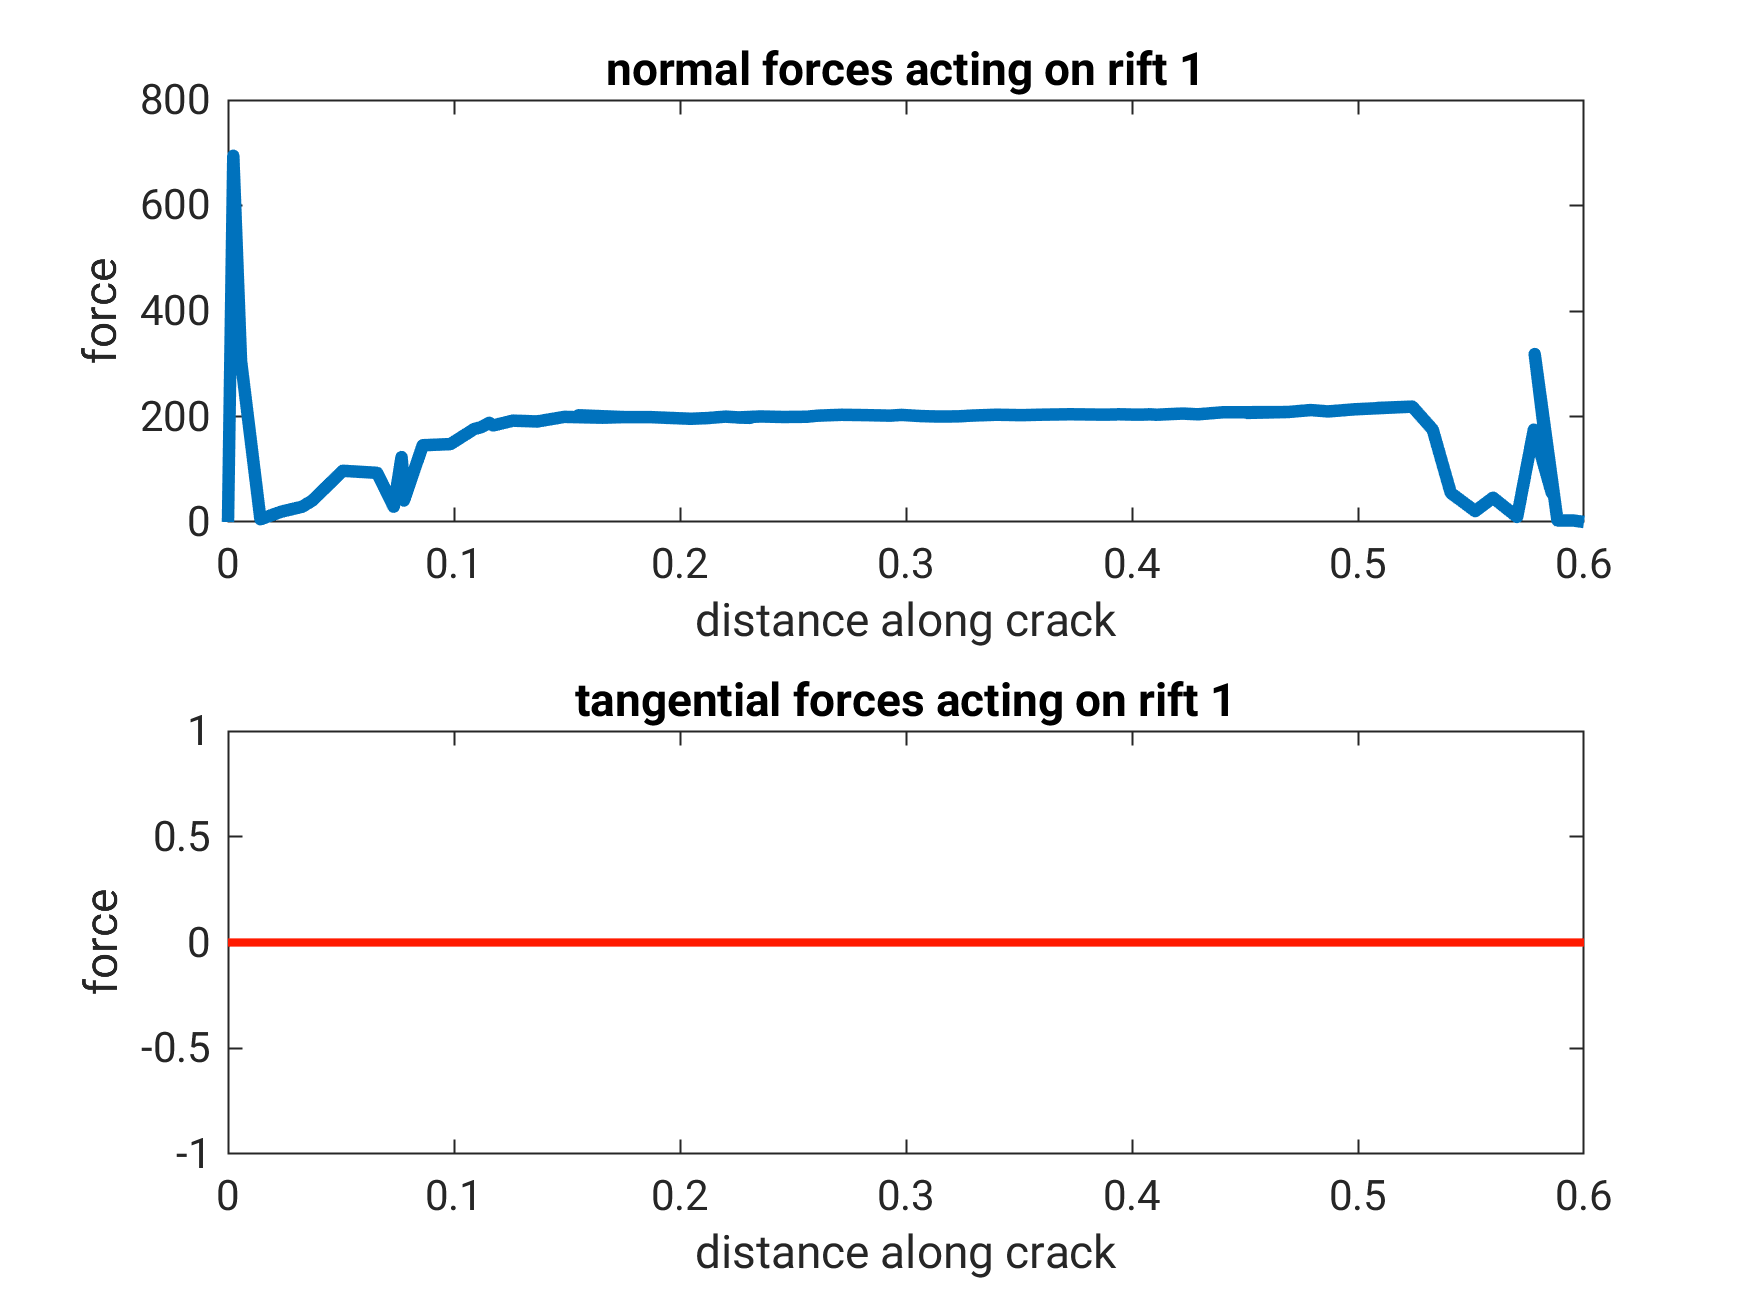 normal forces acting on rift 1
800
600
400
200
0
force
0 0.1 0.2 0.3 0.4 0.5 0.6
distance along crack
tangential forces acting on rift 1
1
0.5
0
-0.5
-1
force
0 0.1 0.2 0.3 0.4 0.5 0.6
distance along crack